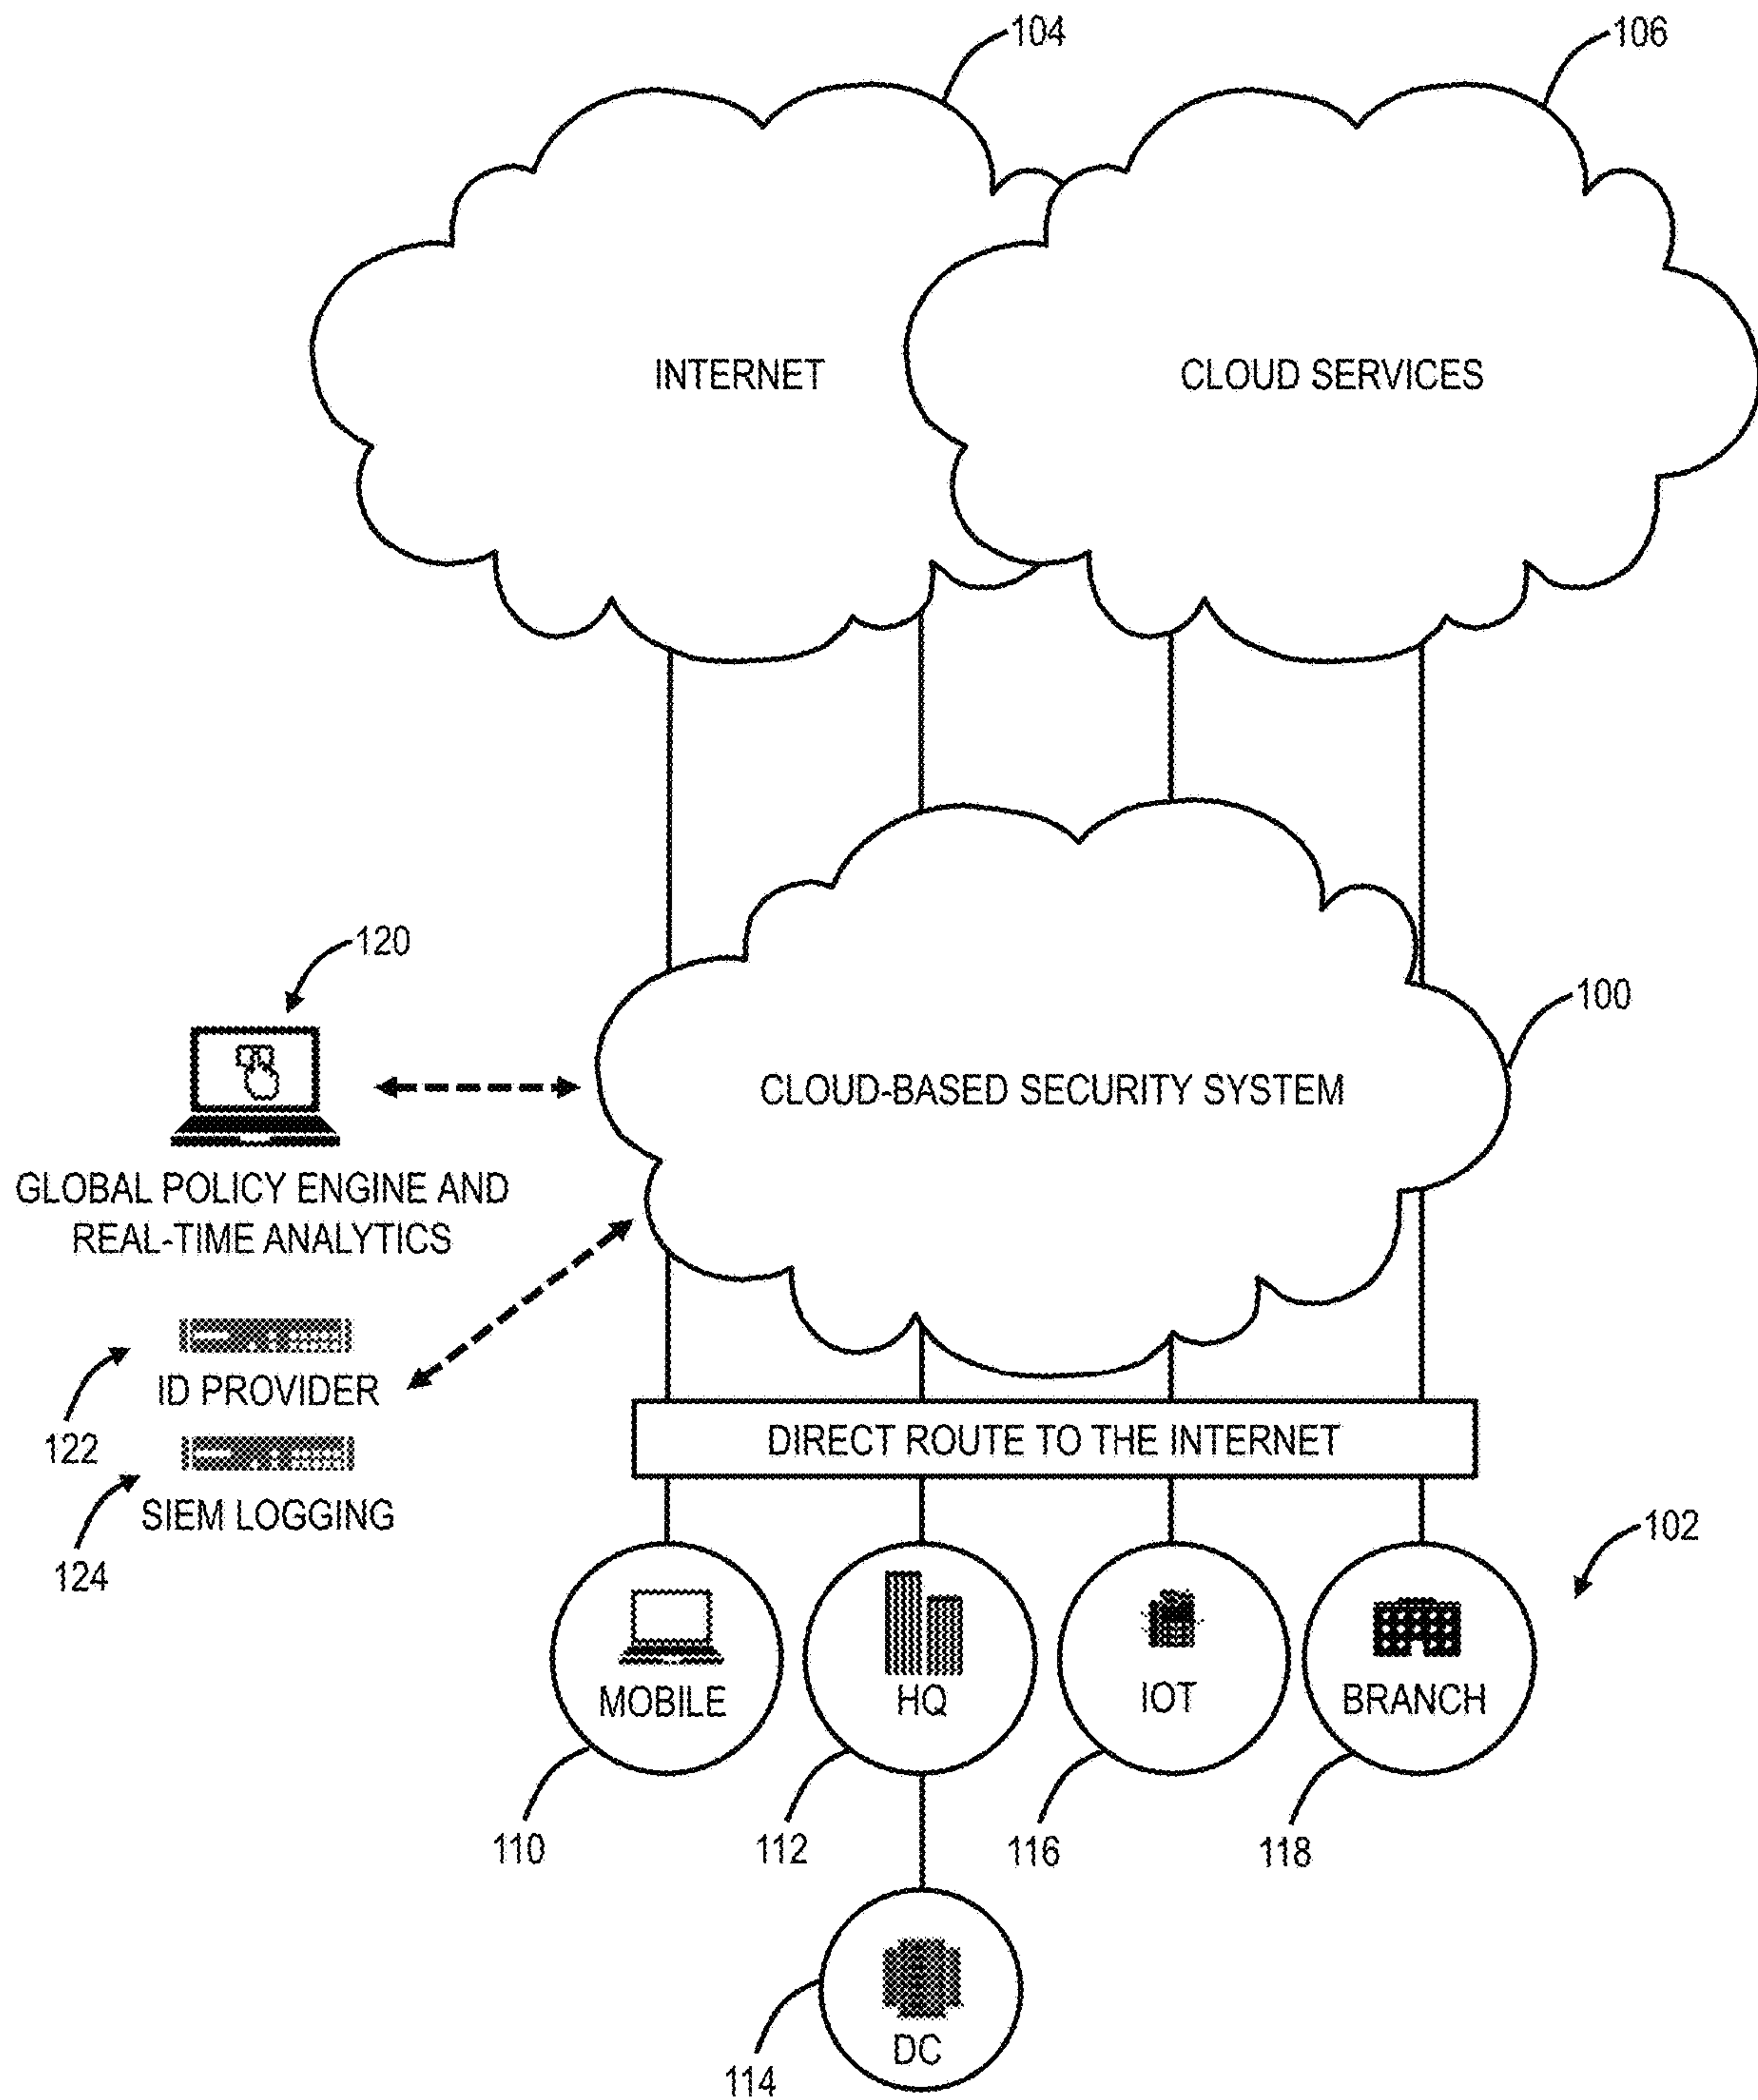 104
106
INTERNET
CLOUD SERVICES
120
100
CLOUD-BASED SECURITY SYSTEM
GLOBAL POLICY ENGINE AND
REAL-TIME ANALYTICS
ID PROVIDER
122
DIRECT ROUTE TO THE INTERNET
SIEM LOGGING
124
102
MOBILE
HQ
IOT
BRANCH
110
112
116
118
DC
114